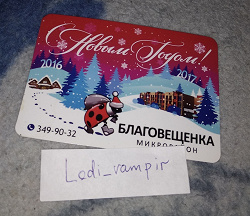 С Новым Годом!
2016 2017
349-90-32
БЛАГОВЕЩЕНКА
МИКРОРАЙОН
Ledi_vampir